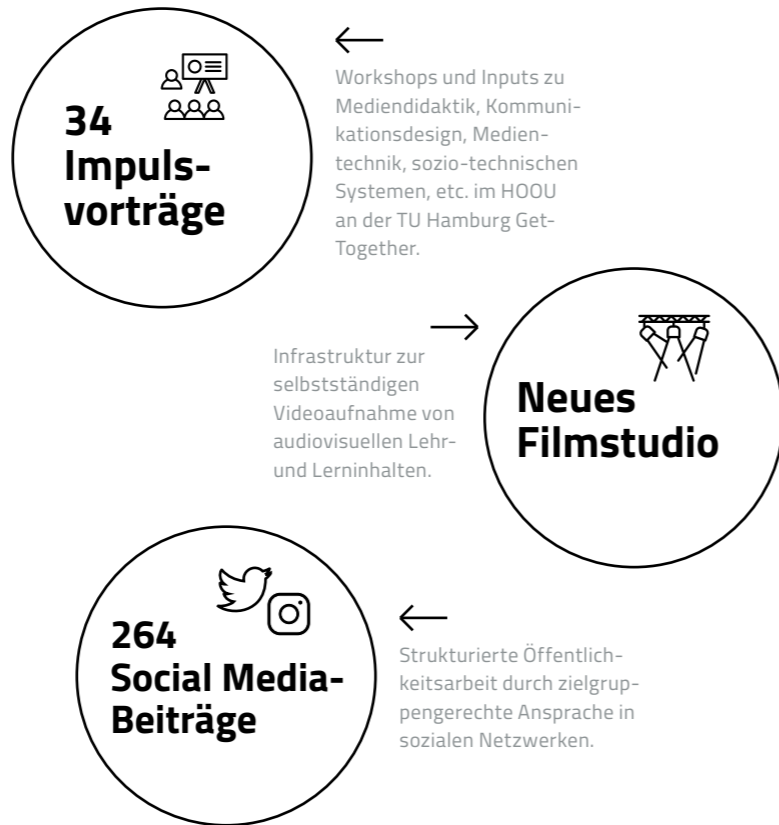 34
Impuls-
vorträge
Workshops und Inputs zu
Mediendidaktik, Kommuni-
kationsdesign, Medien-
technik, sozio-technischen
Systemen, etc. im HOOU
an der TU Hamburg Get-
Together.
Infrastruktur zur
selbstständigen
Videoaufnahme von
audiovisuellen Lehr-
und Lerninhalten.
Neues
Filmstudio
264
Social Media-
Beiträge
Strukturierte Öffentlich-
keitsarbeit durch zielgrup-
pengerechte Ansprache in
sozialen Netzwerken.